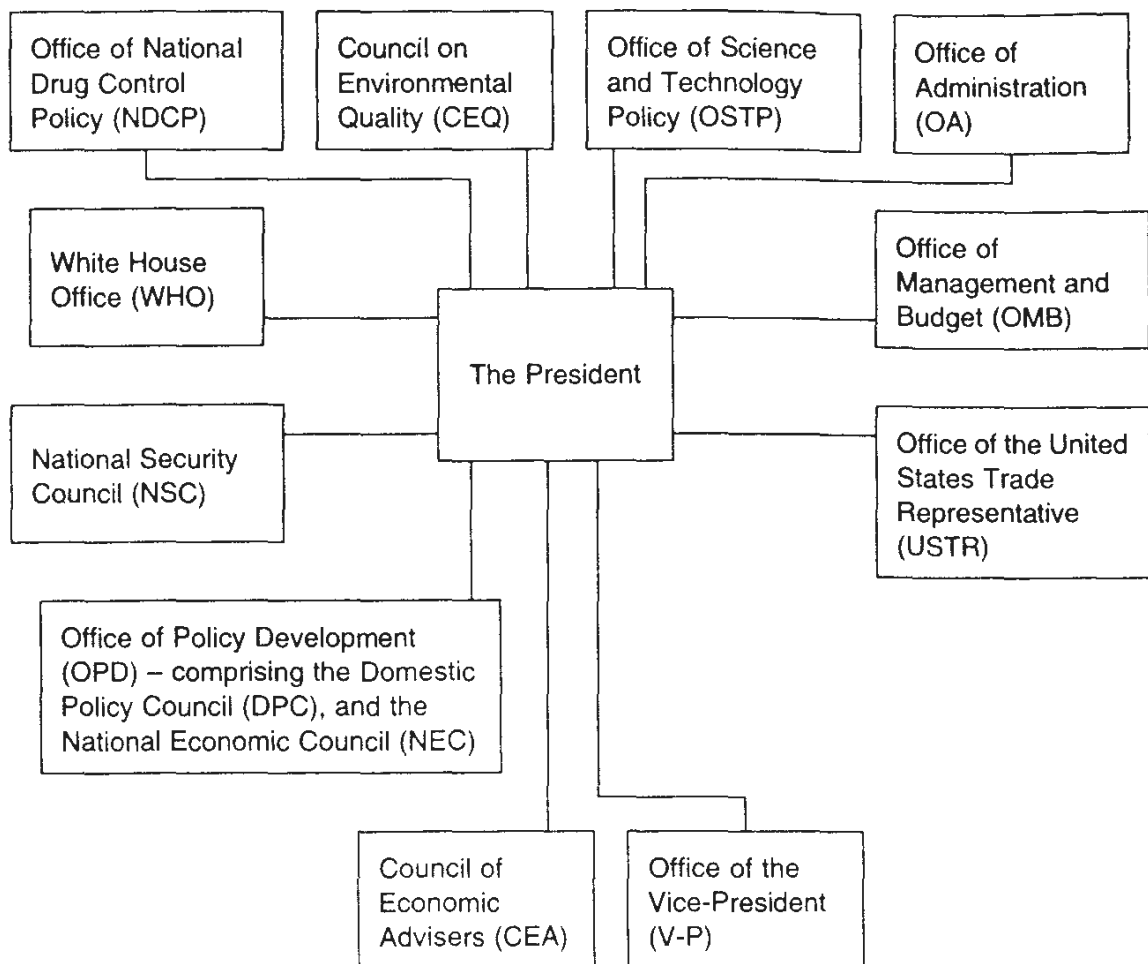 Office of National
Drug Control
Policy (NDCP)
Council on
Environmental
Quality (CEQ)
Office of Science
and Technology
Policy (OSTP)
Office of
Administration
(OA)
White House
Office (WHO)
Office of
Management and
Budget (OMB)
The President
National Security
Council (NSC)
Office of the United
States Trade
Representative
(USTR)
Office of Policy Development
(OPD) – comprising the Domestic
Policy Council (DPC), and the
National Economic Council (NEC)
Council of
Economic
Advisers (CEA)
Office of the
Vice-President
(V-P)